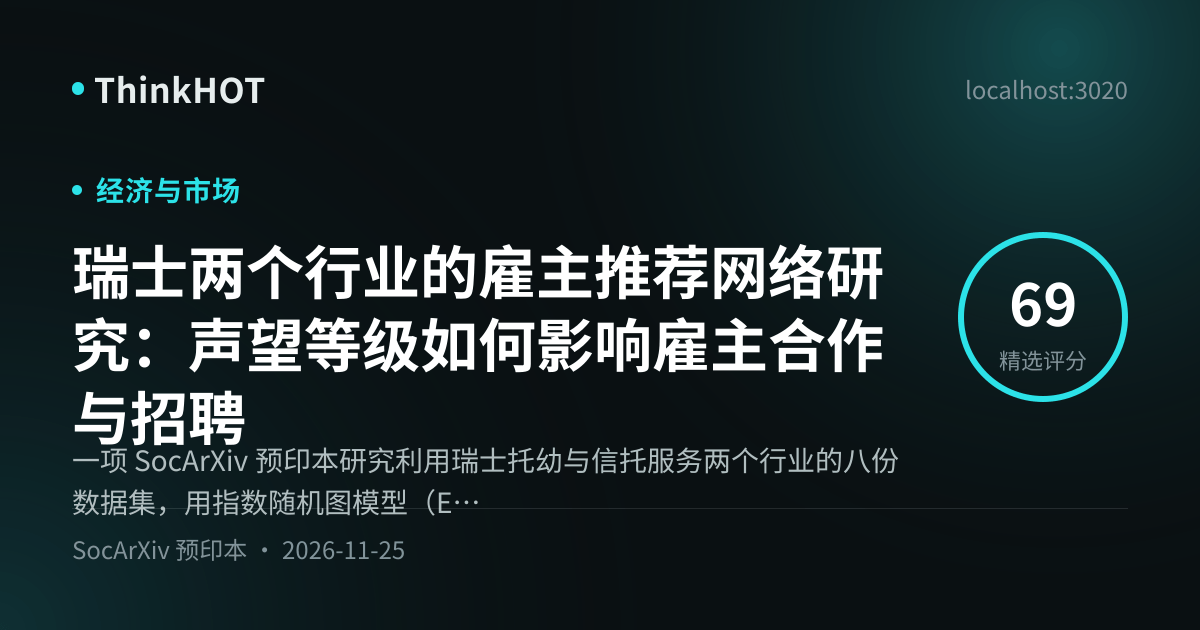 ThinkHOT
localhost:3020
经济与市场
瑞士两个行业的雇主推荐网络研
究：声望等级如何影响雇主合作
与招聘
69
精选评分
一项 SocArXiv 预印本研究利用瑞士托幼与信托服务两个行业的八份
数据集，用指数随机图模型（E…
SocArXiv 预印本 · 2026-11-25